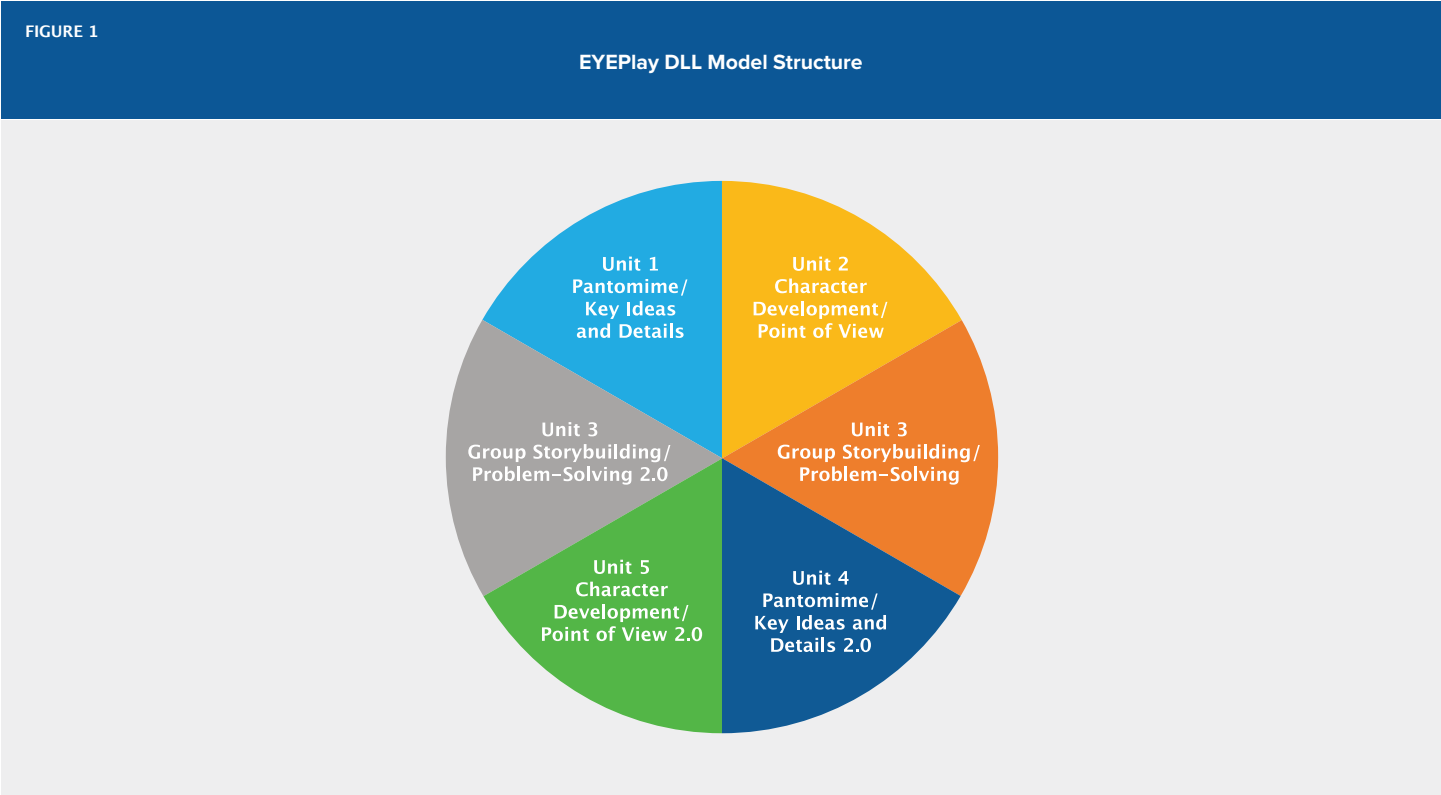 FIGURE 1
EYEPlay DLL Model Structure
Unit 1
Pantomime/
Key Ideas
and Details
Unit 2
Character
Development/
Point of View
Unit 3
Group Storybuilding/
Problem-Solving
Unit 4
Pantomime/
Key Ideas and
Details 2.0
Unit 5
Character
Development/
Point of View 2.0
Unit 3
Group Storybuilding/
Problem-Solving 2.0